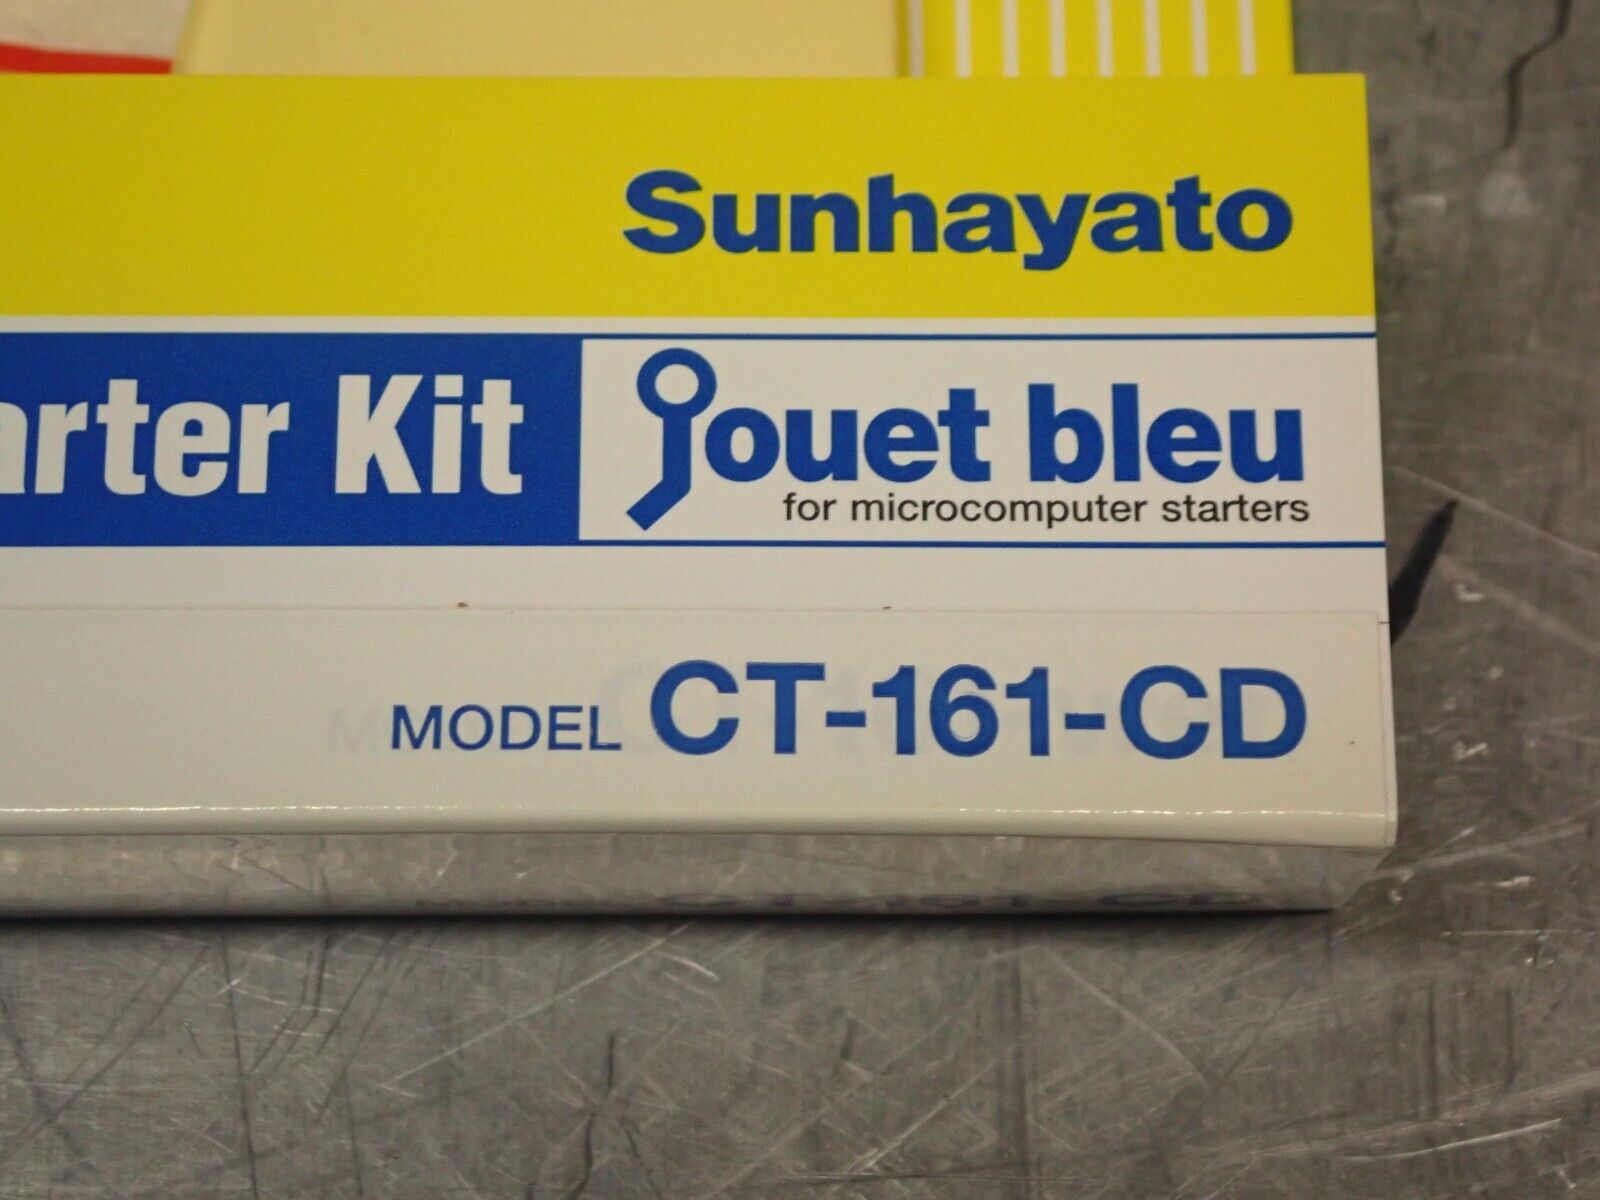 Sunhayato
arter Kit
jouet bleu
for microcomputer starters
MODEL CT-161-CD